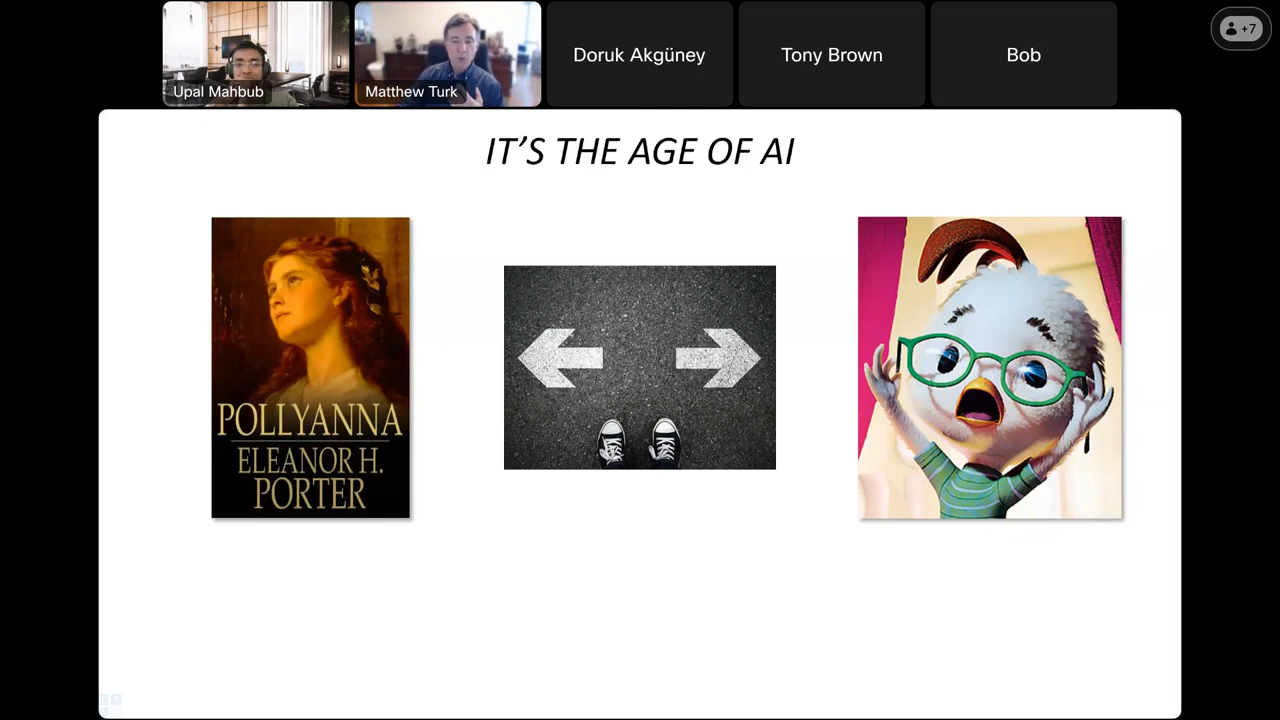 Upal Mahbub
Matthew Turk
Doruk Akgüney
Tony Brown
Bob
+7
IT'S THE AGE OF AI
POLLYANNA
ELEANOR H.
PORTER